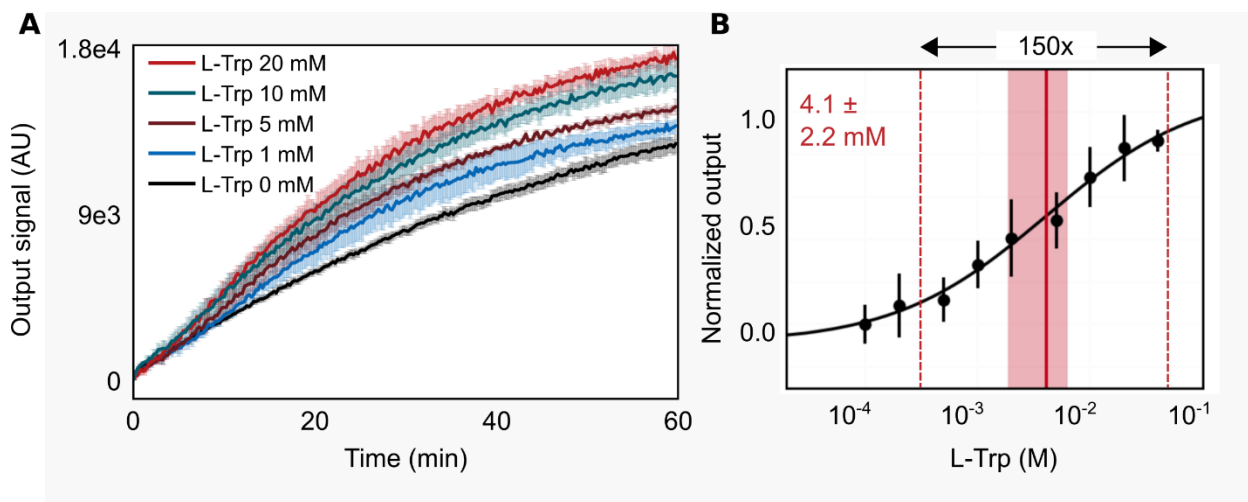 A
Output signal (AU)
1.8e4
9e3
0
L-Trp 20 mM
L-Trp 10 mM
L-Trp 5 mM
L-Trp 1 mM
L-Trp 0 mM
0 20 40 60
Time (min)
B
150x
4.1 ±
2.2 mM
Normalized output
1.0
0.5
0.0
10⁻⁴ 10⁻³ 10⁻² 10⁻¹
L-Trp (M)